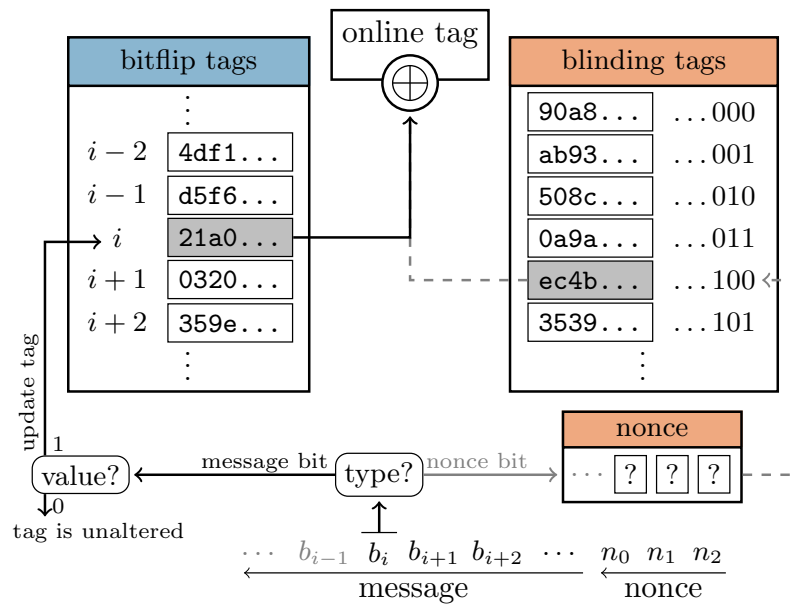 online tag
⊕
bitflip tags
⋮
i − 2 4df1...
i − 1 d5f6...
i 21a0...
i + 1 0320...
i + 2 359e...
⋮
blinding tags
90a8... ...000
ab93... ...001
508c... ...010
0a9a... ...011
ec4b... ...100
3539... ...101
⋮
update tag
nonce
··· ? ? ?
1
value?
0
tag is unaltered
message bit
type?
nonce bit
··· b_{i−1} b_i b_{i+1} b_{i+2} ··· n_0 n_1 n_2
message nonce